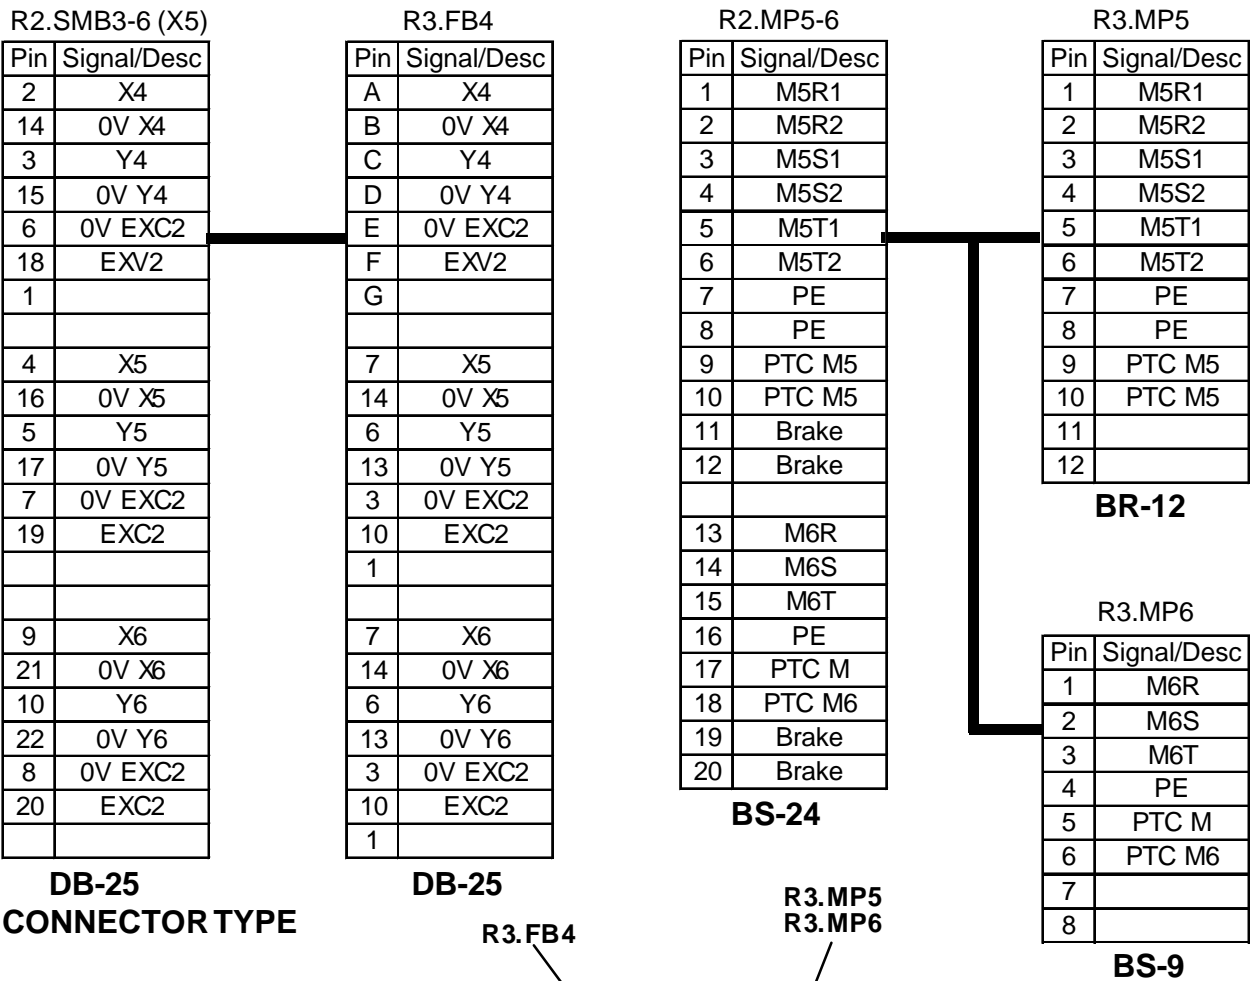 R2.SMB3-6 (X5)
Pin Signal/Desc
2 X4
14 0V X4
3 Y4
15 0V Y4
6 0V EXC2
18 EXV2
1
4 X5
16 0V X5
5 Y5
17 0V Y5
7 0V EXC2
19 EXC2
9 X6
21 0V X6
10 Y6
22 0V Y6
8 0V EXC2
20 EXC2
DB-25
CONNECTOR TYPE
R3.FB4
Pin Signal/Desc
A X4
B 0V X4
C Y4
D 0V Y4
E 0V EXC2
F EXV2
G
7 X5
14 0V X5
6 Y5
13 0V Y5
3 0V EXC2
10 EXC2
1
7 X6
14 0V X6
6 Y6
13 0V Y6
3 0V EXC2
10 EXC2
1
DB-25
R3.FB4
R2.MP5-6
Pin Signal/Desc
1 M5R1
2 M5R2
3 M5S1
4 M5S2
5 M5T1
6 M5T2
7 PE
8 PE
9 PTC M5
10 PTC M5
11 Brake
12 Brake
13 M6R
14 M6S
15 M6T
16 PE
17 PTC M
18 PTC M6
19 Brake
20 Brake
BS-24
R3.MP5
R3.MP6
R3.MP5
Pin Signal/Desc
1 M5R1
2 M5R2
3 M5S1
4 M5S2
5 M5T1
6 M5T2
7 PE
8 PE
9 PTC M5
10 PTC M5
11
12
BR-12
R3.MP6
Pin Signal/Desc
1 M6R
2 M6S
3 M6T
4 PE
5 PTC M
6 PTC M6
7
8
BS-9